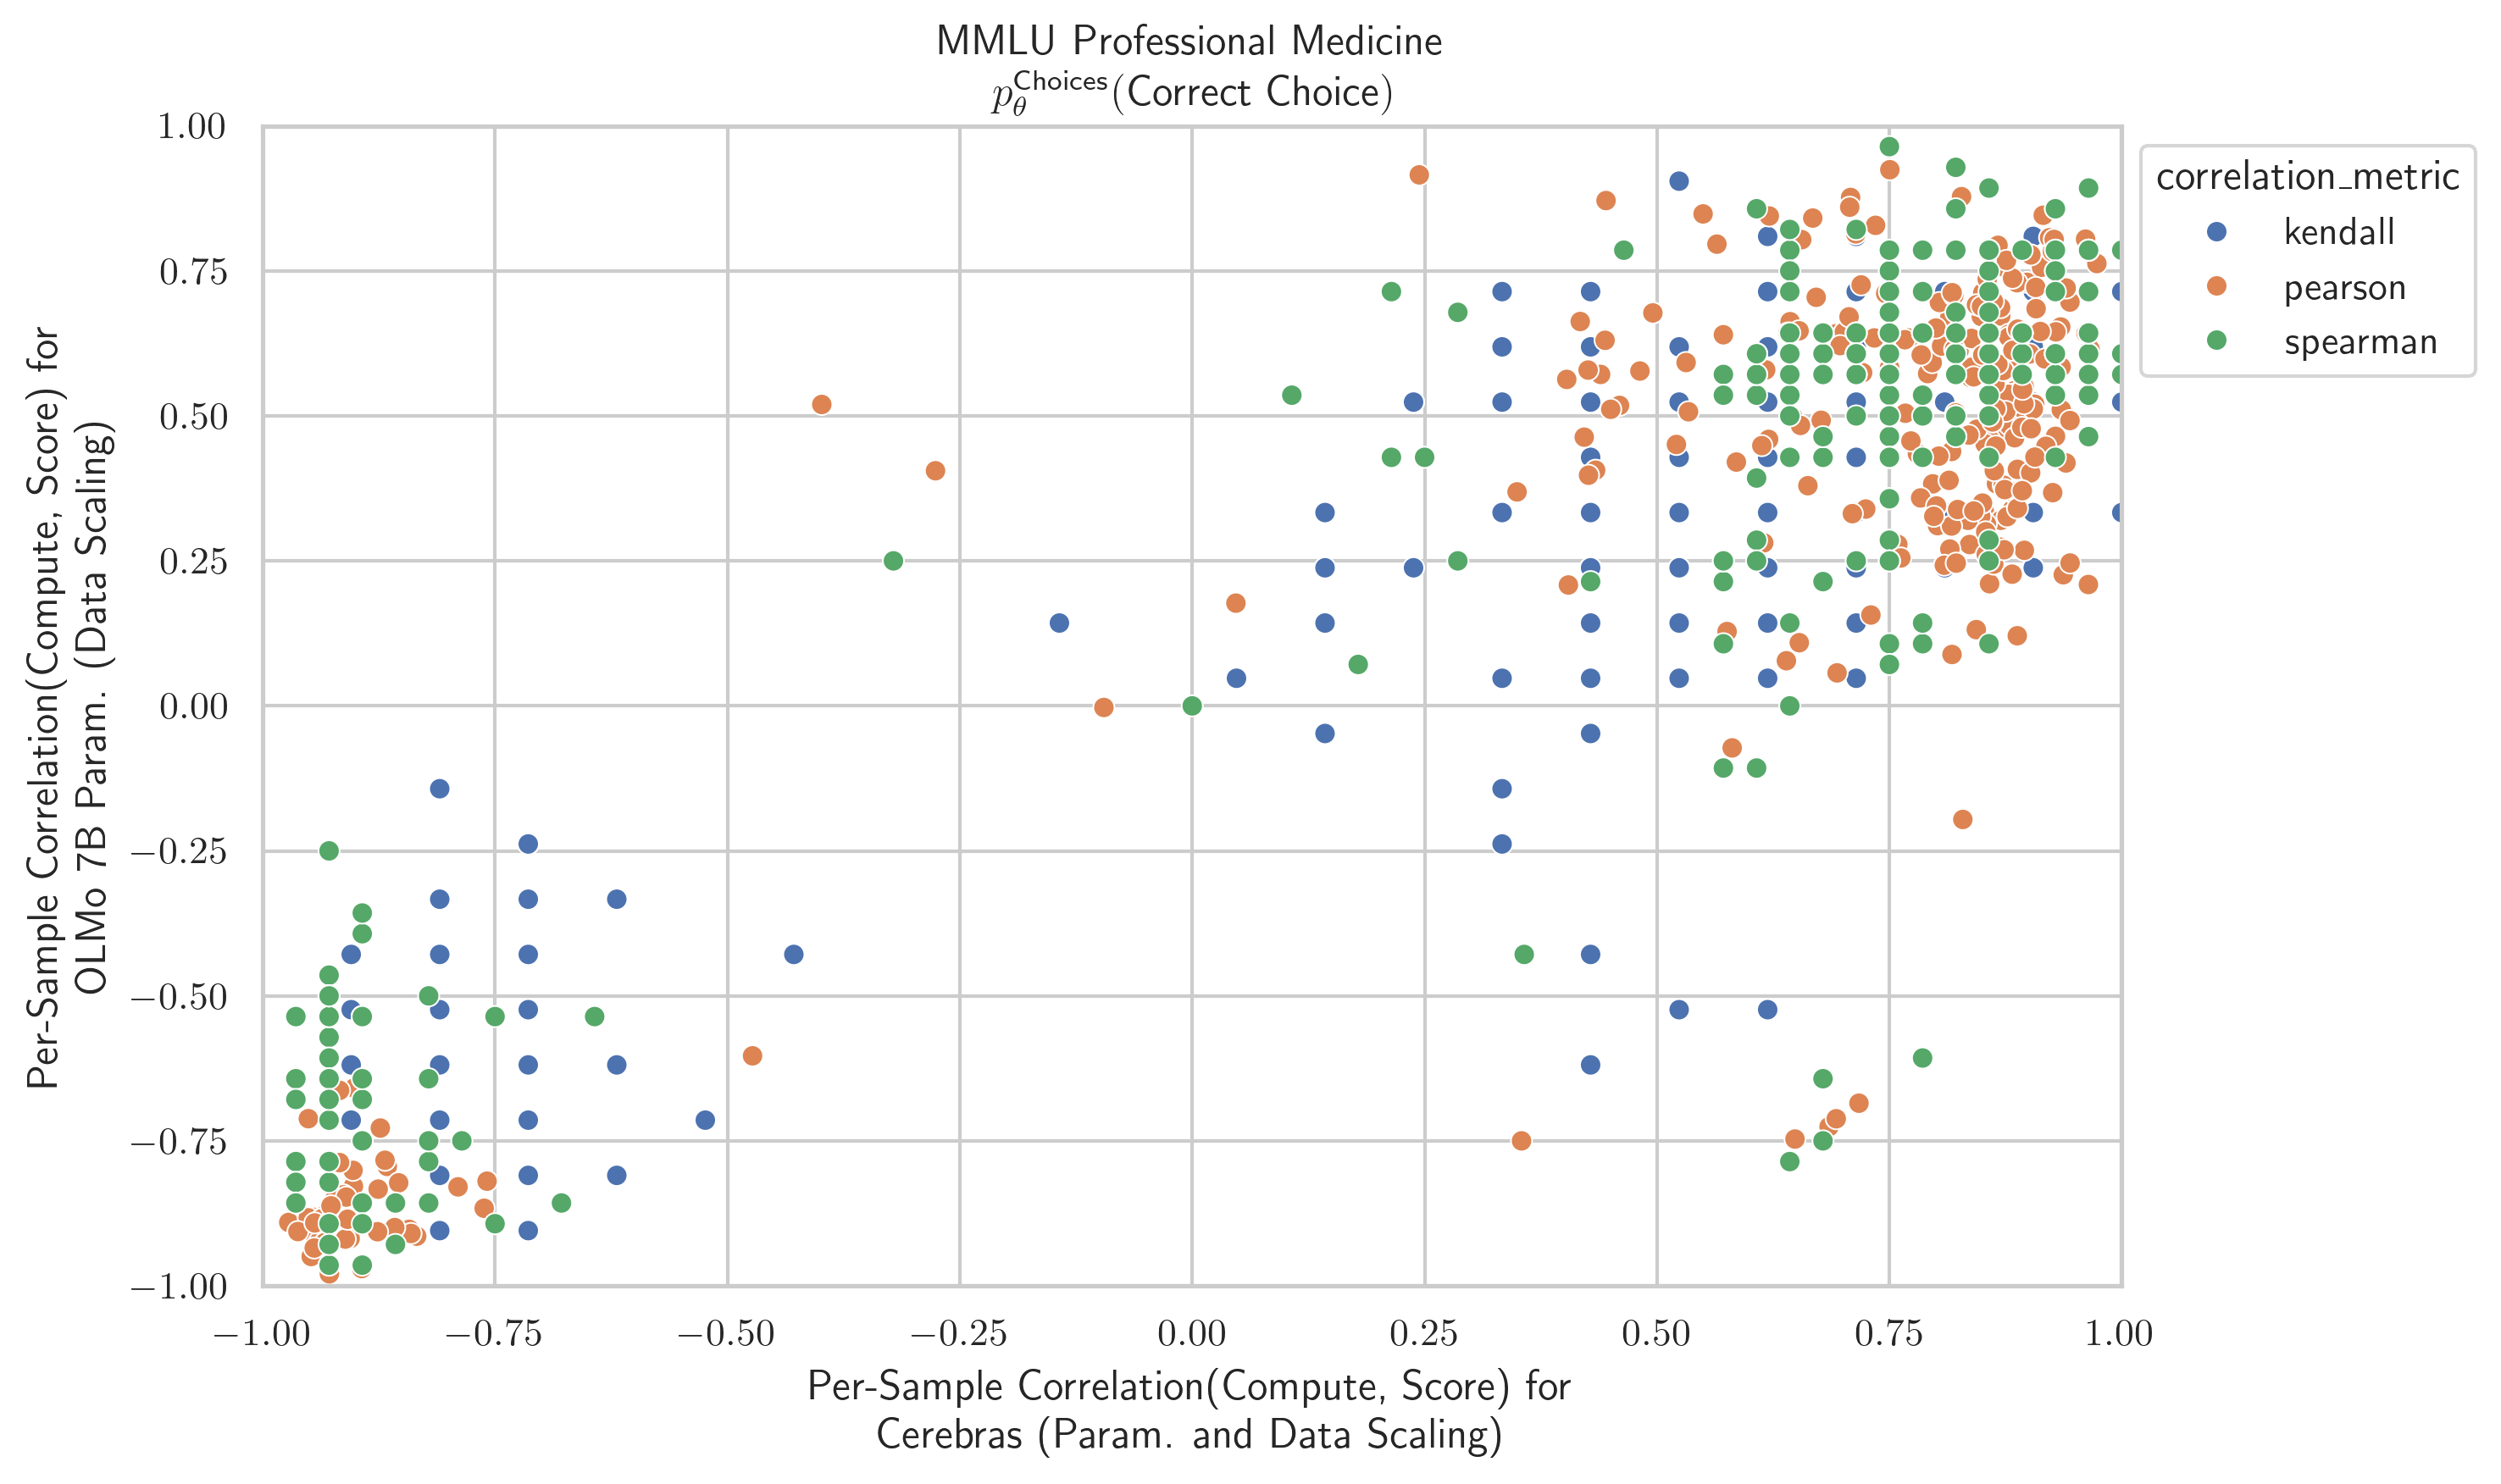 MMLU Professional Medicine
p_θ^Choices(Correct Choice)
1.00
0.75
0.50
0.25
0.00
−0.25
−0.50
−0.75
−1.00
Per-Sample Correlation(Compute, Score) for
OLMo 7B Param. (Data Scaling)
−1.00
−0.75
−0.50
−0.25
0.00
0.25
0.50
0.75
1.00
Per-Sample Correlation(Compute, Score) for
Cerebras (Param. and Data Scaling)
correlation_metric
kendall
pearson
spearman